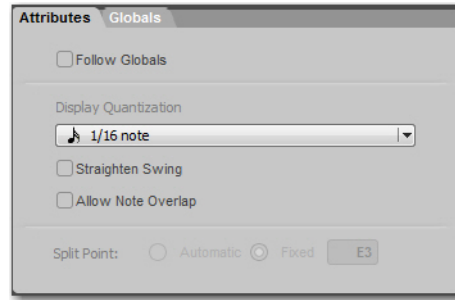 Attributes Globals
Follow Globals
Display Quantization
1/16 note
Straighten Swing
Allow Note Overlap
Split Point: Automatic Fixed E3